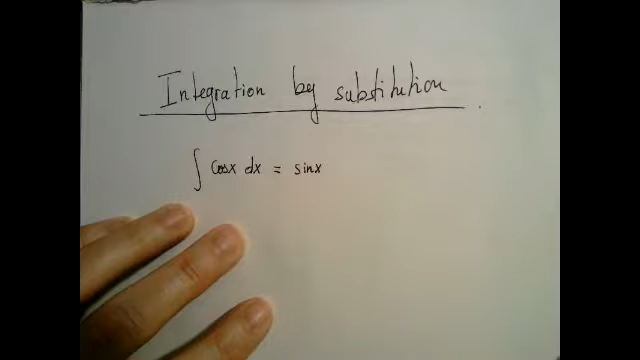 Integration by substitution
∫ cosx dx = sinx